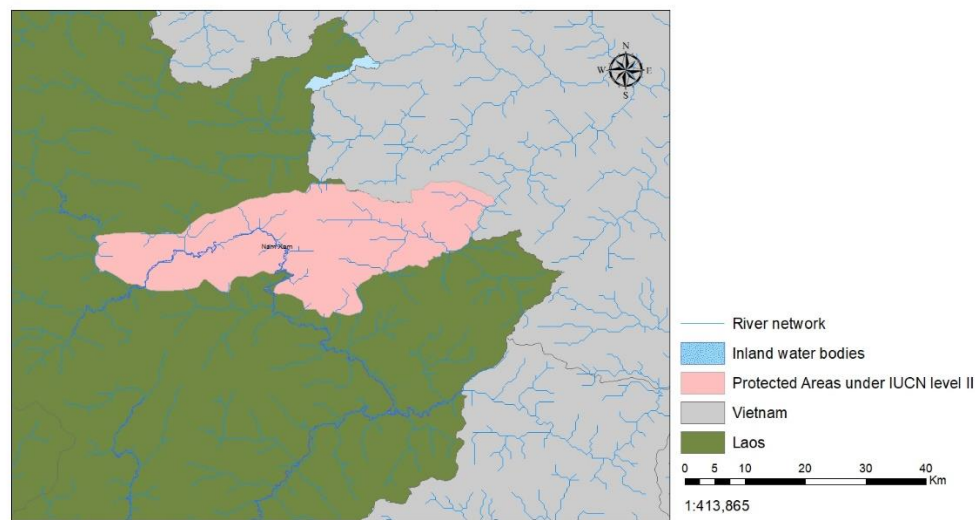 N
W E
S
Nam Xam
River network
Inland water bodies
Protected Areas under IUCN level II
Vietnam
Laos
0 5 10 20 30 40
Km
1:413,865